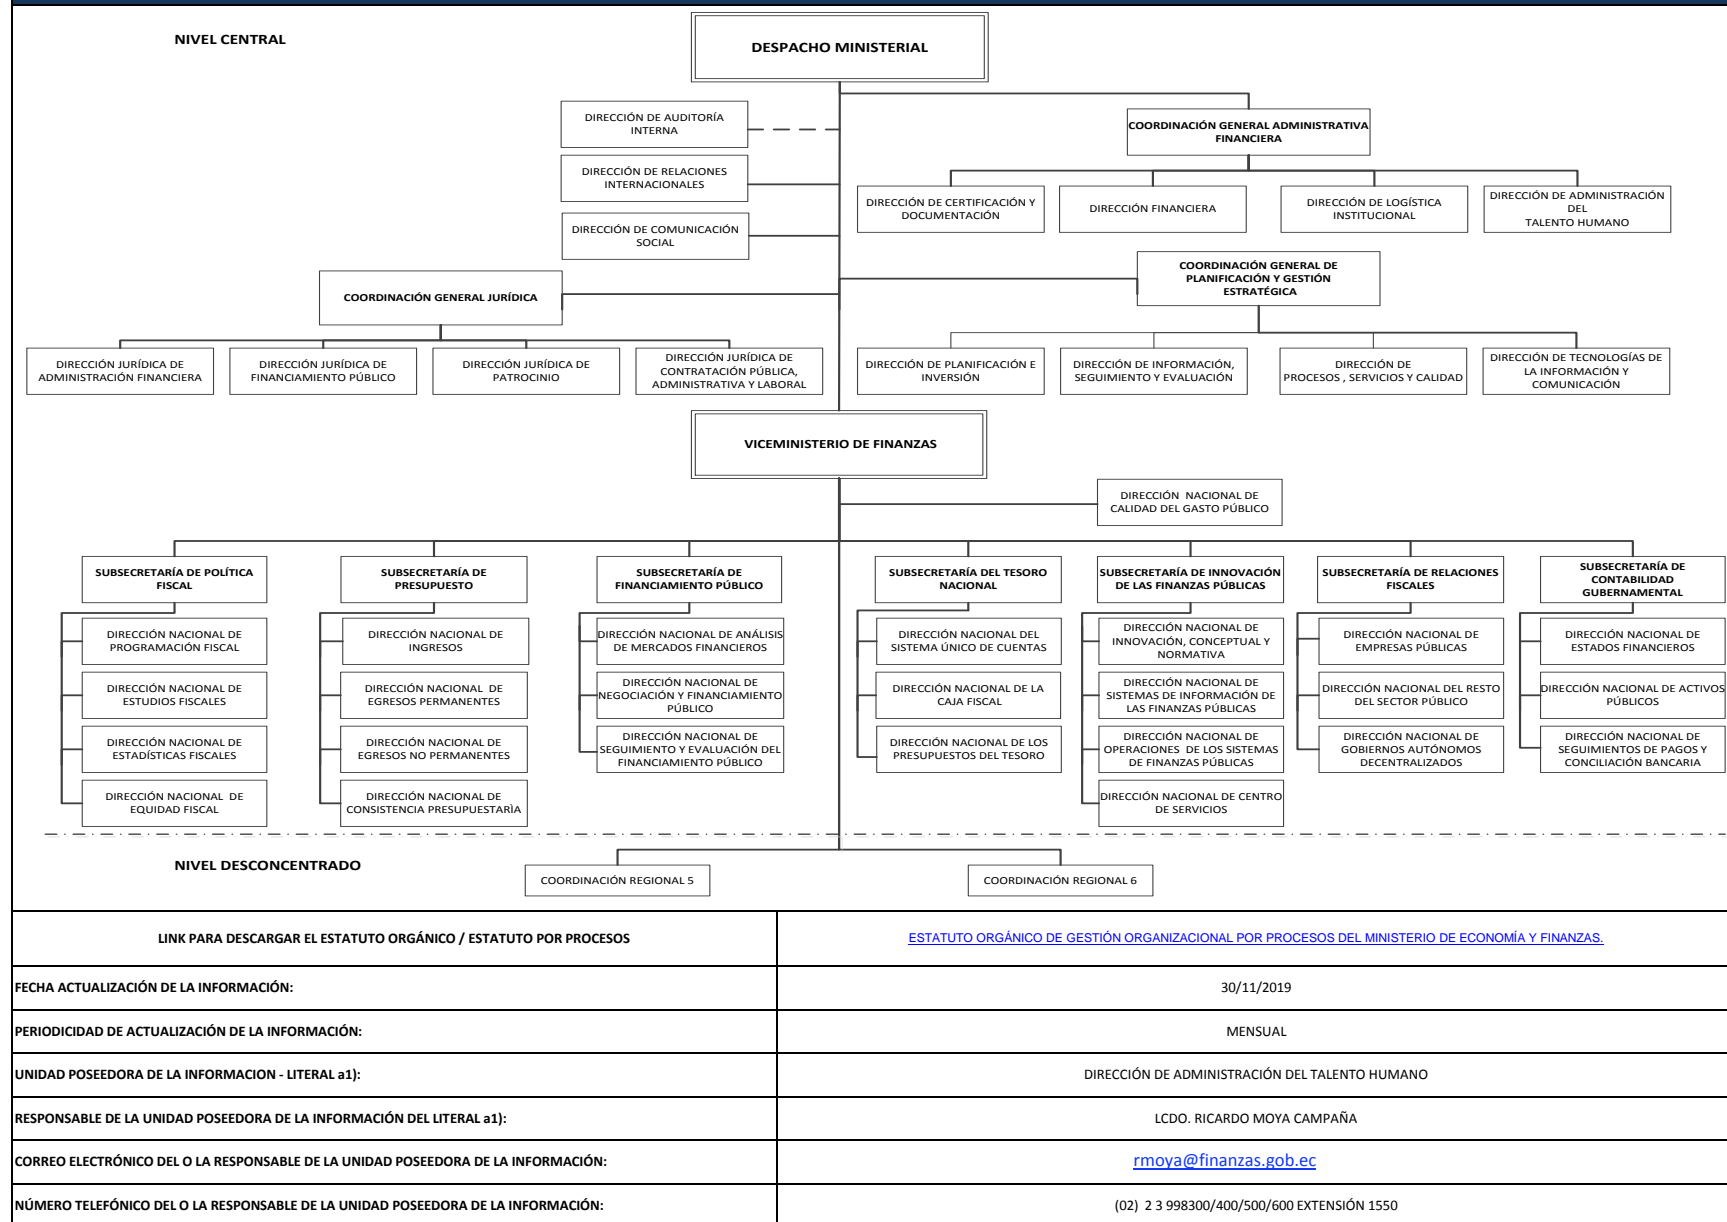 NIVEL CENTRAL
DESPACHO MINISTERIAL
DIRECCIÓN DE AUDITORÍA
INTERNA
COORDINACIÓN GENERAL ADMINISTRATIVA
FINANCIERA
DIRECCIÓN DE RELACIONES
INTERNACIONALES
DIRECCIÓN DE CERTIFICACIÓN Y
DOCUMENTACIÓN
DIRECCIÓN FINANCIERA
DIRECCIÓN DE LOGÍSTICA
INSTITUCIONAL
DIRECCIÓN DE ADMINISTRACIÓN
DEL
TALENTO HUMANO
DIRECCIÓN DE COMUNICACIÓN
SOCIAL
COORDINACIÓN GENERAL JURÍDICA
COORDINACIÓN GENERAL DE
PLANIFICACIÓN Y GESTIÓN
ESTRATÉGICA
DIRECCIÓN JURÍDICA DE
ADMINISTRACIÓN FINANCIERA
DIRECCIÓN JURÍDICA DE
FINANCIAMIENTO PÚBLICO
DIRECCIÓN JURÍDICA DE
PATROCINIO
DIRECCIÓN JURÍDICA DE
CONTRATACIÓN PÚBLICA,
ADMINISTRATIVA Y LABORAL
DIRECCIÓN DE PLANIFICACIÓN E
INVERSIÓN
DIRECCIÓN DE INFORMACIÓN,
SEGUIMIENTO Y EVALUACIÓN
DIRECCIÓN DE
PROCESOS , SERVICIOS Y CALIDAD
DIRECCIÓN DE TECNOLOGÍAS DE
LA INFORMACIÓN Y
COMUNICACIÓN
VICEMINISTERIO DE FINANZAS
DIRECCIÓN NACIONAL DE
CALIDAD DEL GASTO PÚBLICO
SUBSECRETARÍA DE POLÍTICA
FISCAL
SUBSECRETARÍA DE
PRESUPUESTO
SUBSECRETARÍA DE
FINANCIAMIENTO PÚBLICO
SUBSECRETARÍA DEL TESORO
NACIONAL
SUBSECRETARÍA DE INNOVACIÓN
DE LAS FINANZAS PÚBLICAS
SUBSECRETARÍA DE RELACIONES
FISCALES
SUBSECRETARÍA DE
CONTABILIDAD
GUBERNAMENTAL
DIRECCIÓN NACIONAL DE
PROGRAMACIÓN FISCAL
DIRECCIÓN NACIONAL DE
INGRESOS
DIRECCIÓN NACIONAL DE ANÁLISIS
DE MERCADOS FINANCIEROS
DIRECCIÓN NACIONAL DEL
SISTEMA ÚNICO DE CUENTAS
DIRECCIÓN NACIONAL DE
INNOVACIÓN, CONCEPTUAL Y
NORMATIVA
DIRECCIÓN NACIONAL DE
EMPRESAS PÚBLICAS
DIRECCIÓN NACIONAL DE
ESTADOS FINANCIEROS
DIRECCIÓN NACIONAL DE
ESTUDIOS FISCALES
DIRECCIÓN NACIONAL DE
EGRESOS PERMANENTES
DIRECCIÓN NACIONAL DE
NEGOCIACIÓN Y FINANCIAMIENTO
PÚBLICO
DIRECCIÓN NACIONAL DE LA
CAJA FISCAL
DIRECCIÓN NACIONAL DE
SISTEMAS DE INFORMACIÓN DE
LAS FINANZAS PÚBLICAS
DIRECCIÓN NACIONAL DEL RESTO
DEL SECTOR PÚBLICO
DIRECCIÓN NACIONAL DE ACTIVOS
PÚBLICOS
DIRECCIÓN NACIONAL DE
ESTADÍSTICAS FISCALES
DIRECCIÓN NACIONAL DE
EGRESOS NO PERMANENTES
DIRECCIÓN NACIONAL DE
SEGUIMIENTO Y EVALUACIÓN DEL
FINANCIAMIENTO PÚBLICO
DIRECCIÓN NACIONAL DE LOS
PRESUPUESTOS DEL TESORO
DIRECCIÓN NACIONAL DE
OPERACIONES DE LOS SISTEMAS
DE FINANZAS PÚBLICAS
DIRECCIÓN NACIONAL DE
GOBIERNOS AUTÓNOMOS
DECENTRALIZADOS
DIRECCIÓN NACIONAL DE
SEGUIMIENTOS DE PAGOS Y
CONCILIACIÓN BANCARIA
DIRECCIÓN NACIONAL DE
EQUIDAD FISCAL
DIRECCIÓN NACIONAL DE
CONSISTENCIA PRESUPUESTARÌA
DIRECCIÓN NACIONAL DE CENTRO
DE SERVICIOS
NIVEL DESCONCENTRADO
COORDINACIÓN REGIONAL 5
COORDINACIÓN REGIONAL 6
LINK PARA DESCARGAR EL ESTATUTO ORGÁNICO / ESTATUTO POR PROCESOS
ESTATUTO ORGÁNICO DE GESTIÓN ORGANIZACIONAL POR PROCESOS DEL MINISTERIO DE ECONOMÍA Y FINANZAS.
FECHA ACTUALIZACIÓN DE LA INFORMACIÓN:
30/11/2019
PERIODICIDAD DE ACTUALIZACIÓN DE LA INFORMACIÓN:
MENSUAL
UNIDAD POSEEDORA DE LA INFORMACION - LITERAL a1):
DIRECCIÓN DE ADMINISTRACIÓN DEL TALENTO HUMANO
RESPONSABLE DE LA UNIDAD POSEEDORA DE LA INFORMACIÓN DEL LITERAL a1):
LCDO. RICARDO MOYA CAMPAÑA
CORREO ELECTRÓNICO DEL O LA RESPONSABLE DE LA UNIDAD POSEEDORA DE LA INFORMACIÓN:
rmoya@finanzas.gob.ec
NÚMERO TELEFÓNICO DEL O LA RESPONSABLE DE LA UNIDAD POSEEDORA DE LA INFORMACIÓN:
(02) 2 3 998300/400/500/600 EXTENSIÓN 1550